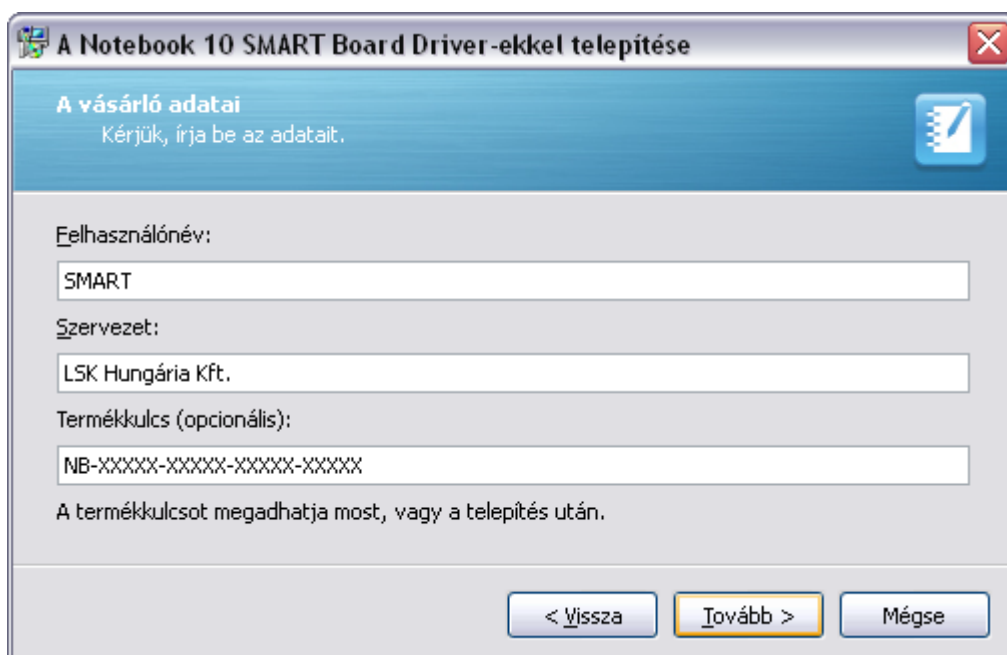 A Notebook 10 SMART Board Driver-ekkel telepítése
A vásárló adatai
Kérjük, írja be az adatait.
Felhasználónév:
SMART
Szervezet:
LSK Hungária Kft.
Termékkulcs (opcionális):
NB-XXXXX-XXXXX-XXXXX-XXXXX
A termékkulcsot megadhatja most, vagy a telepítés után.
< Vissza Tovább > Mégse